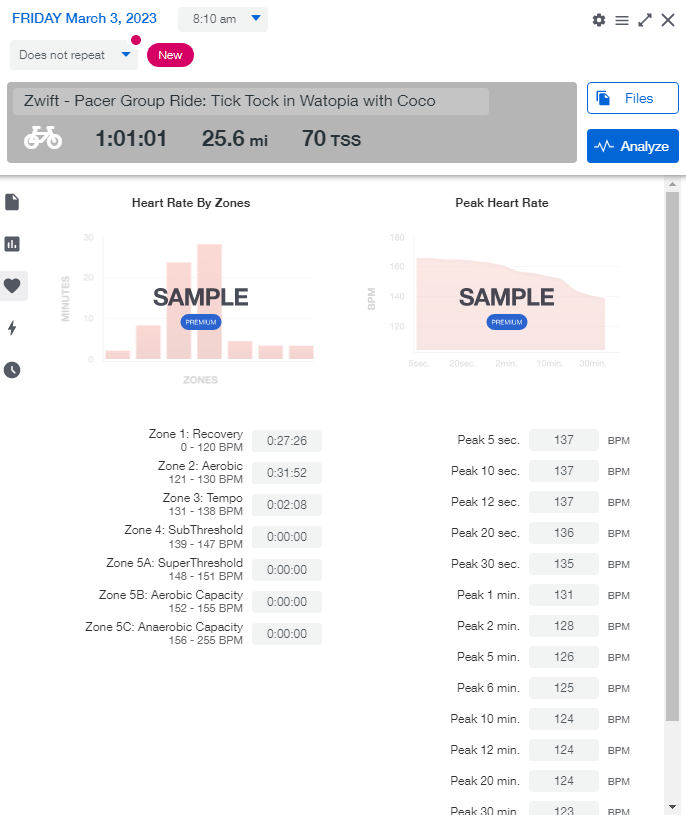 FRIDAY March 3, 2023 8:10 am
Does not repeat New
Zwift - Pacer Group Ride: Tick Tock in Watopia with Coco
1:01:01 25.6 mi 70 TSS
Files
Analyze
Heart Rate By Zones
30
20
10
0
MINUTES
SAMPLE
PREMIUM
ZONES
Peak Heart Rate
180
160
140
120
BPM
SAMPLE
PREMIUM
5sec. 20sec. 2min. 10min. 30min.
Zone 1: Recovery
0 - 120 BPM
0:27:26
Zone 2: Aerobic
121 - 130 BPM
0:31:52
Zone 3: Tempo
131 - 138 BPM
0:02:08
Zone 4: SubThreshold
139 - 147 BPM
0:00:00
Zone 5A: SuperThreshold
148 - 151 BPM
0:00:00
Zone 5B: Aerobic Capacity
152 - 155 BPM
0:00:00
Zone 5C: Anaerobic Capacity
156 - 255 BPM
0:00:00
Peak 5 sec. 137 BPM
Peak 10 sec. 137 BPM
Peak 12 sec. 137 BPM
Peak 20 sec. 136 BPM
Peak 30 sec. 135 BPM
Peak 1 min. 131 BPM
Peak 2 min. 128 BPM
Peak 5 min. 126 BPM
Peak 6 min. 125 BPM
Peak 10 min. 124 BPM
Peak 12 min. 124 BPM
Peak 20 min. 124 BPM
Peak 30 min. 123 BPM